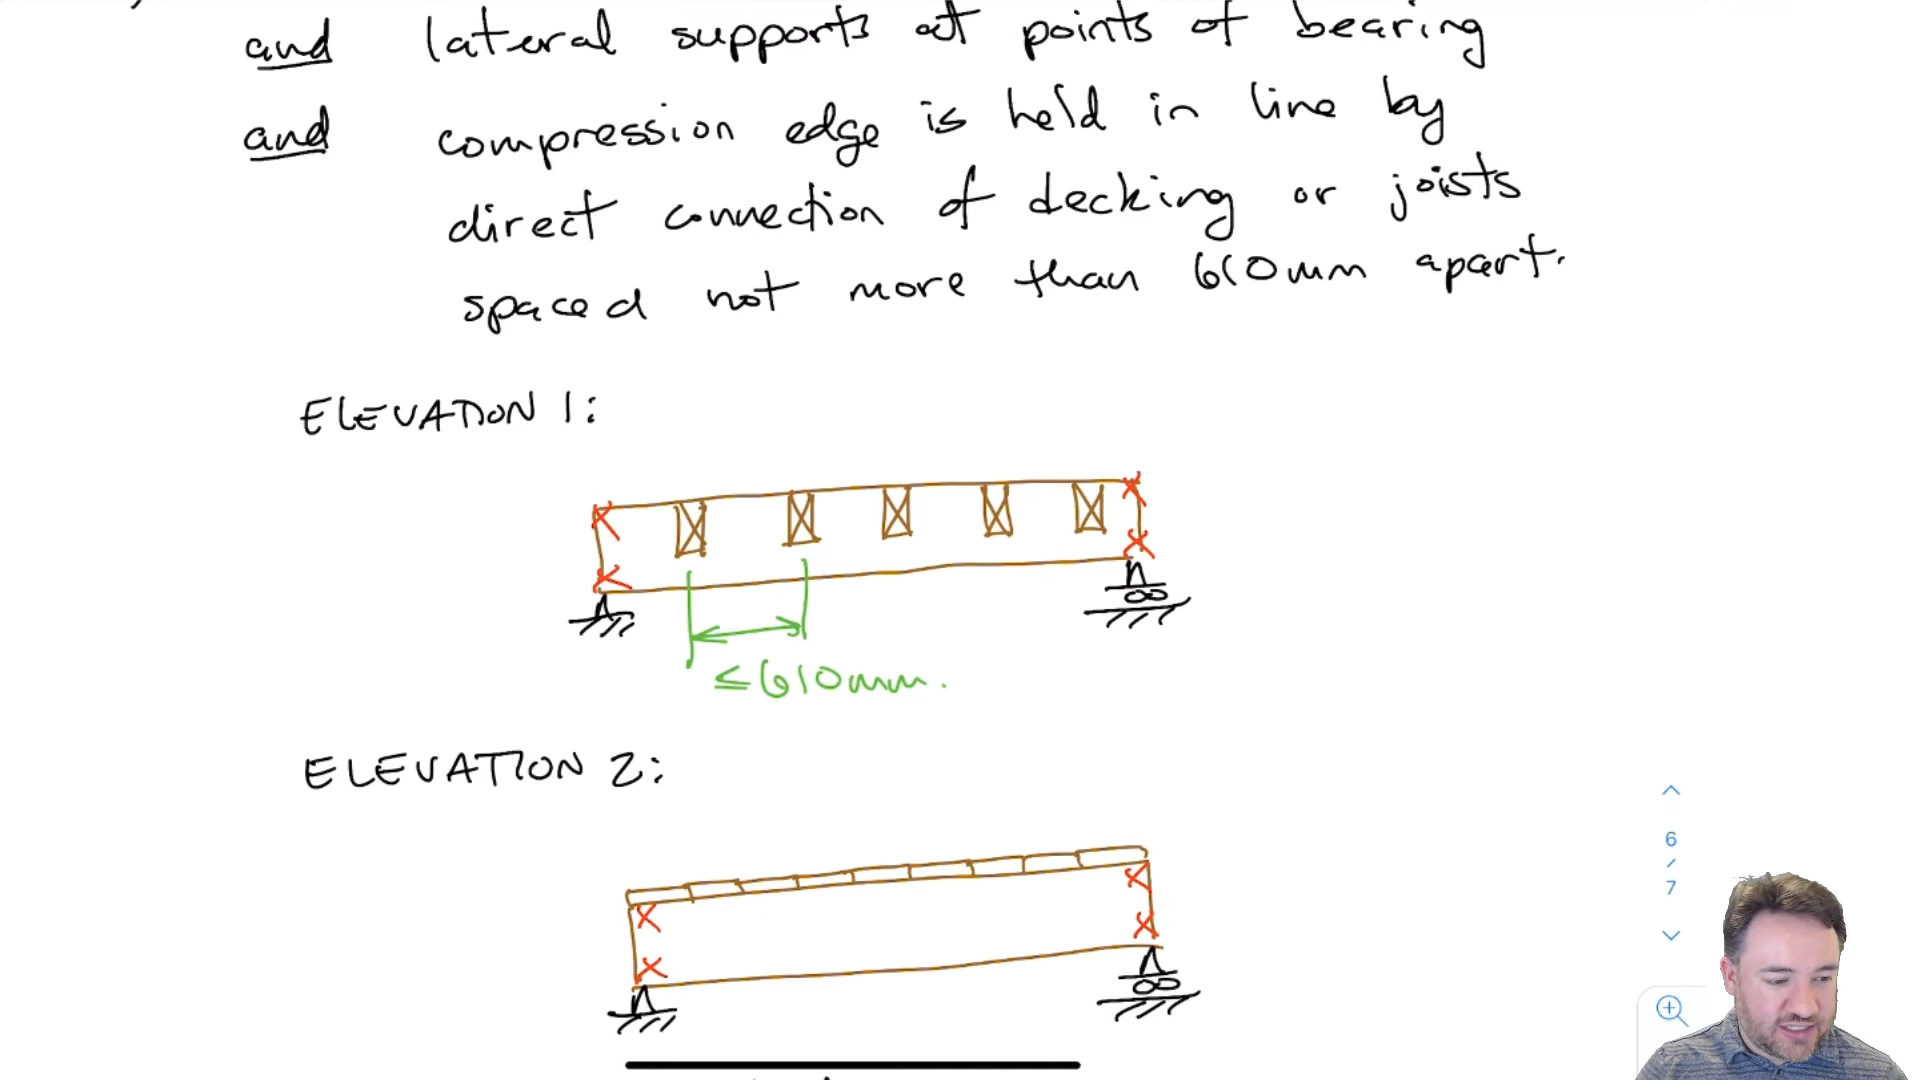 and lateral supports at points of bearing
and compression edge is held in line by
direct connection of decking or joists
spaced not more than 610mm apart.
ELEVATION 1:
≤610mm.
ELEVATION 2:
6
/
7